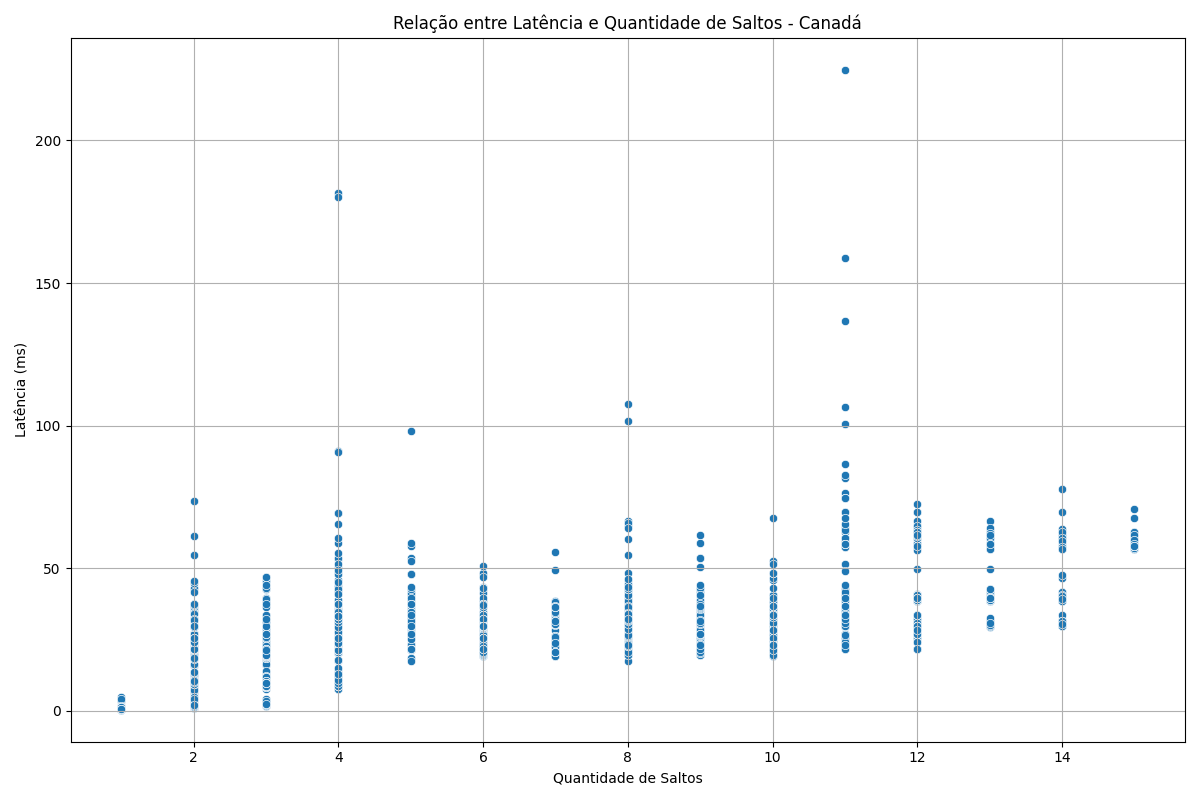 Relação entre Latência e Quantidade de Saltos - Canadá
200
150
100
50
0
Latência (ms)
2 4 6 8 10 12 14
Quantidade de Saltos